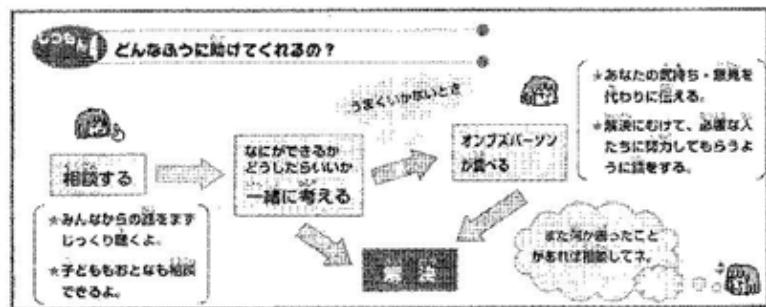 しつもん
どんなふうに助けてくれるの？
うまくいかないとき
★あなたの気持ち・意見を
代わりに伝える。
★解決にむけて、必要な人
たちに努力してもらうよ
うに話をする。
相談する
なにができるか
どうしたらいいか
一緒に考える
オンブズパーソン
が調べる
★みんなからの話をまず
じっくり聴くよ。
★子どももおとなも相談
できるよ。
また何か困ったこと
があれば相談してネ。